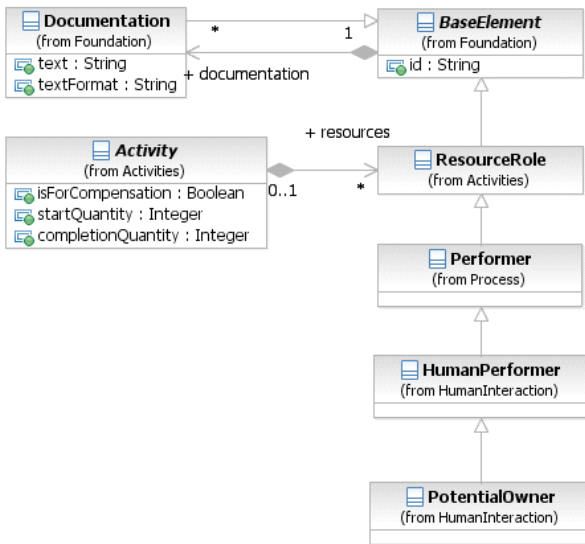 Documentation
(from Foundation)
text : String
textFormat : String
*
1
+ documentation
BaseElement
(from Foundation)
id : String
Activity
(from Activities)
isForCompensation : Boolean
startQuantity : Integer
completionQuantity : Integer
+ resources
0..1
*
ResourceRole
(from Activities)
Performer
(from Process)
HumanPerformer
(from HumanInteraction)
PotentialOwner
(from HumanInteraction)